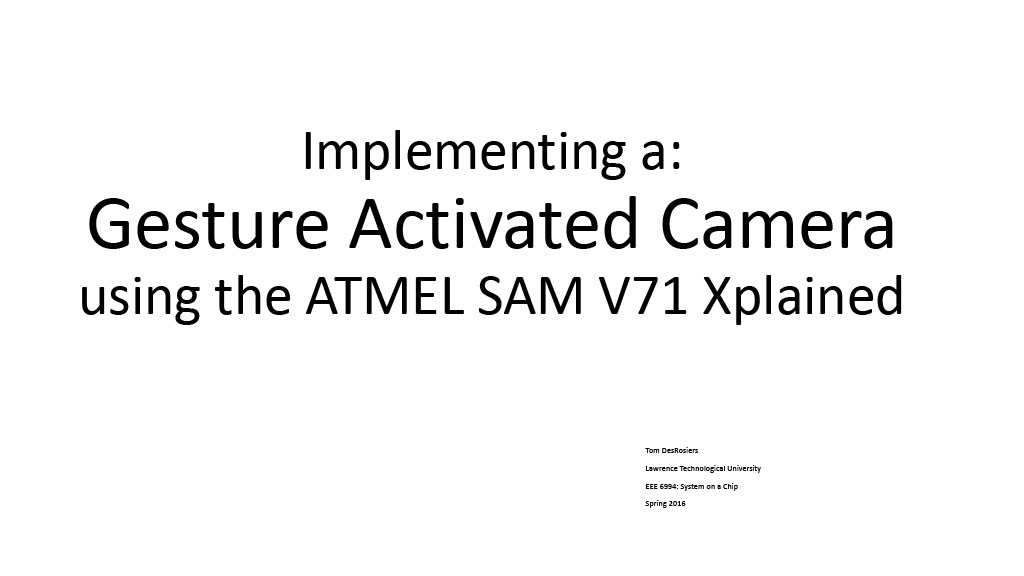 Implementing a:
Gesture Activated Camera
using the ATMEL SAM V71 Xplained
Tom DesRosiers
Lawrence Technological University
EEE 6994: System on a Chip
Spring 2016